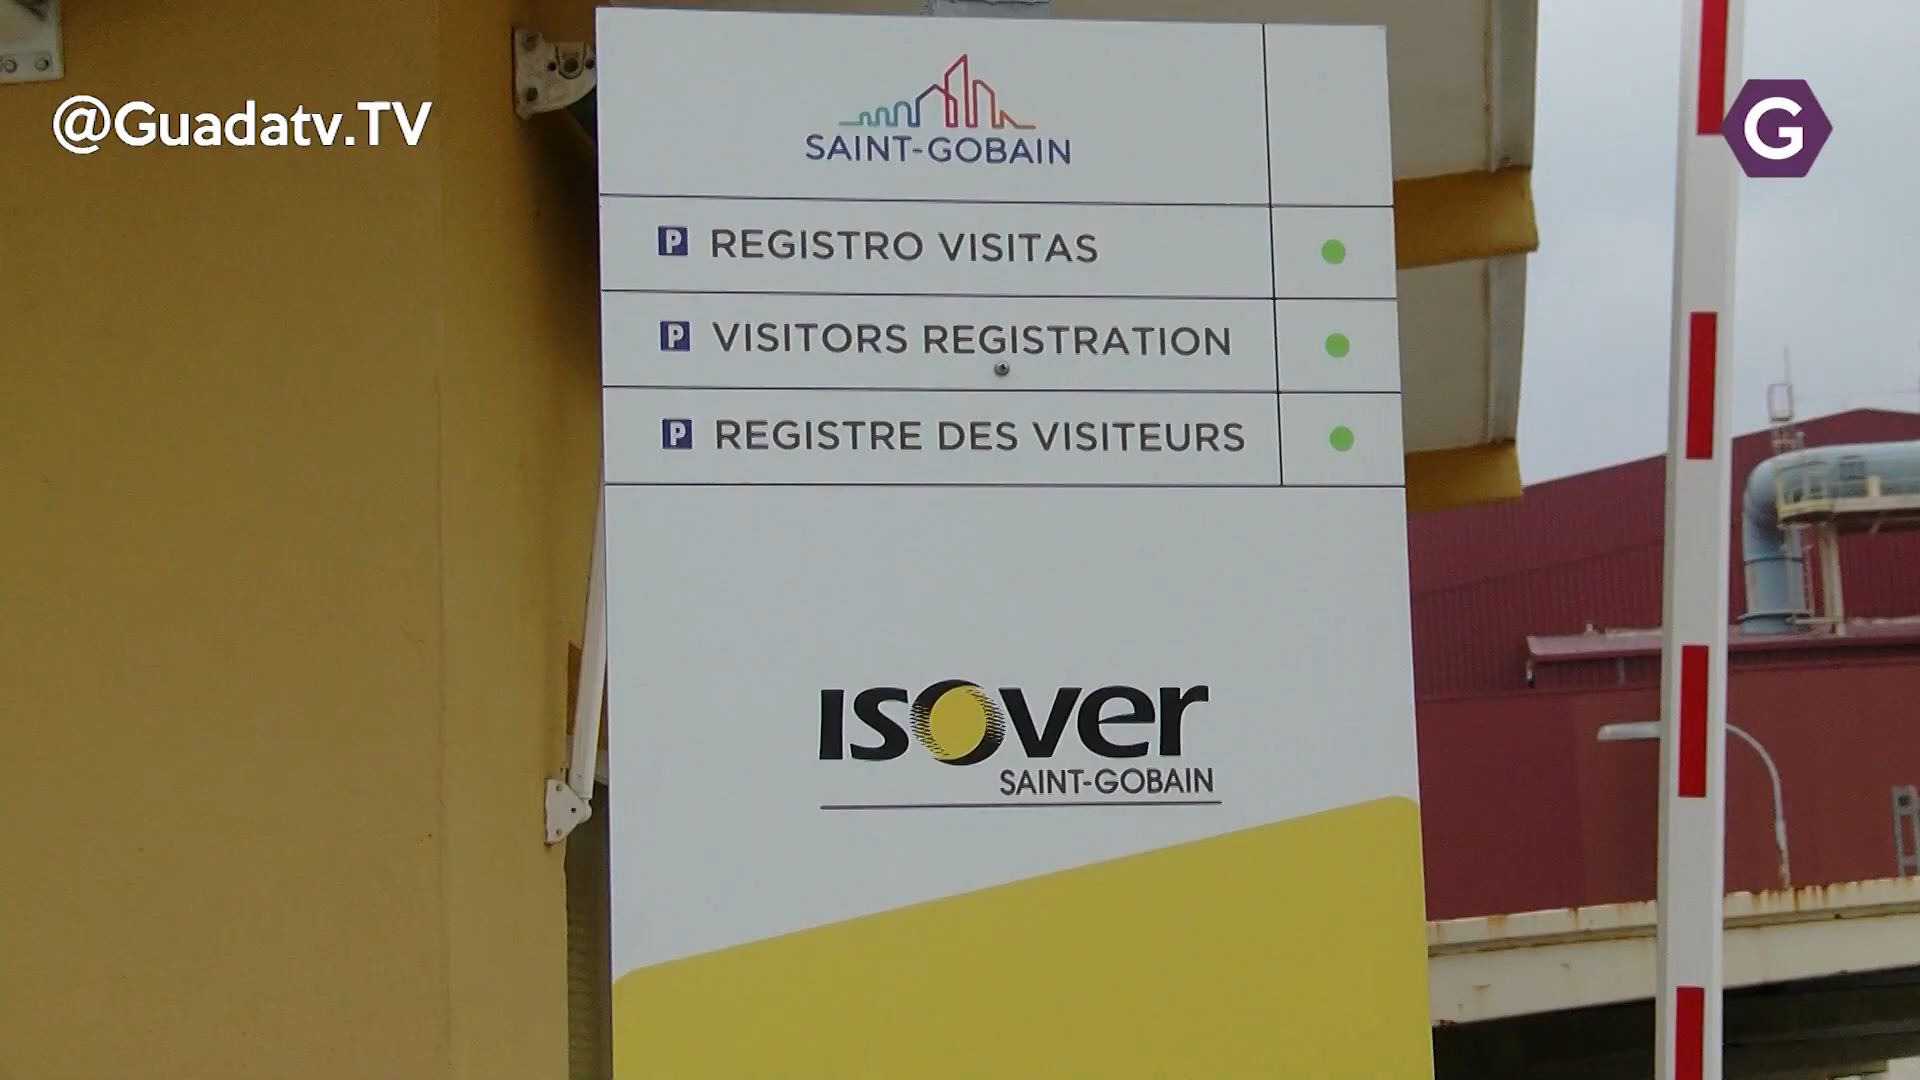 @Guadatv.TV
G
SAINT-GOBAIN
P REGISTRO VISITAS
P VISITORS REGISTRATION
P REGISTRE DES VISITEURS
ISOVER
SAINT-GOBAIN